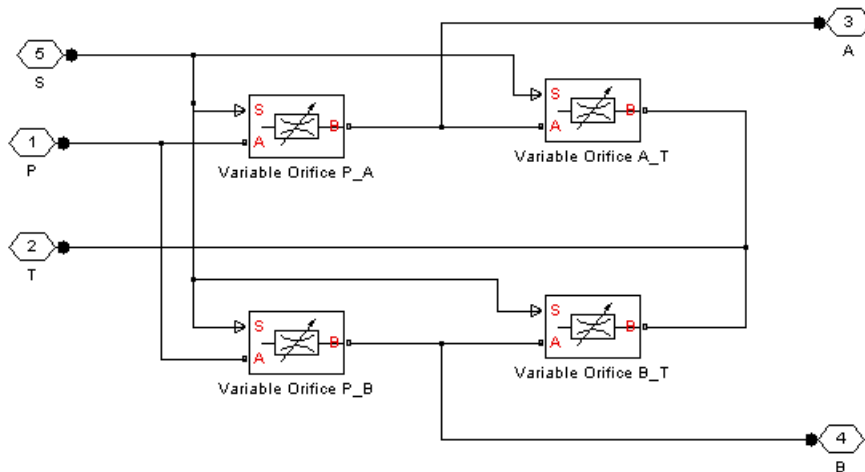 3
A
5
S
S
A
B
Variable Orifice P_A
S
A
B
Variable Orifice A_T
1
P
2
T
S
A
B
Variable Orifice P_B
S
A
B
Variable Orifice B_T
4
B